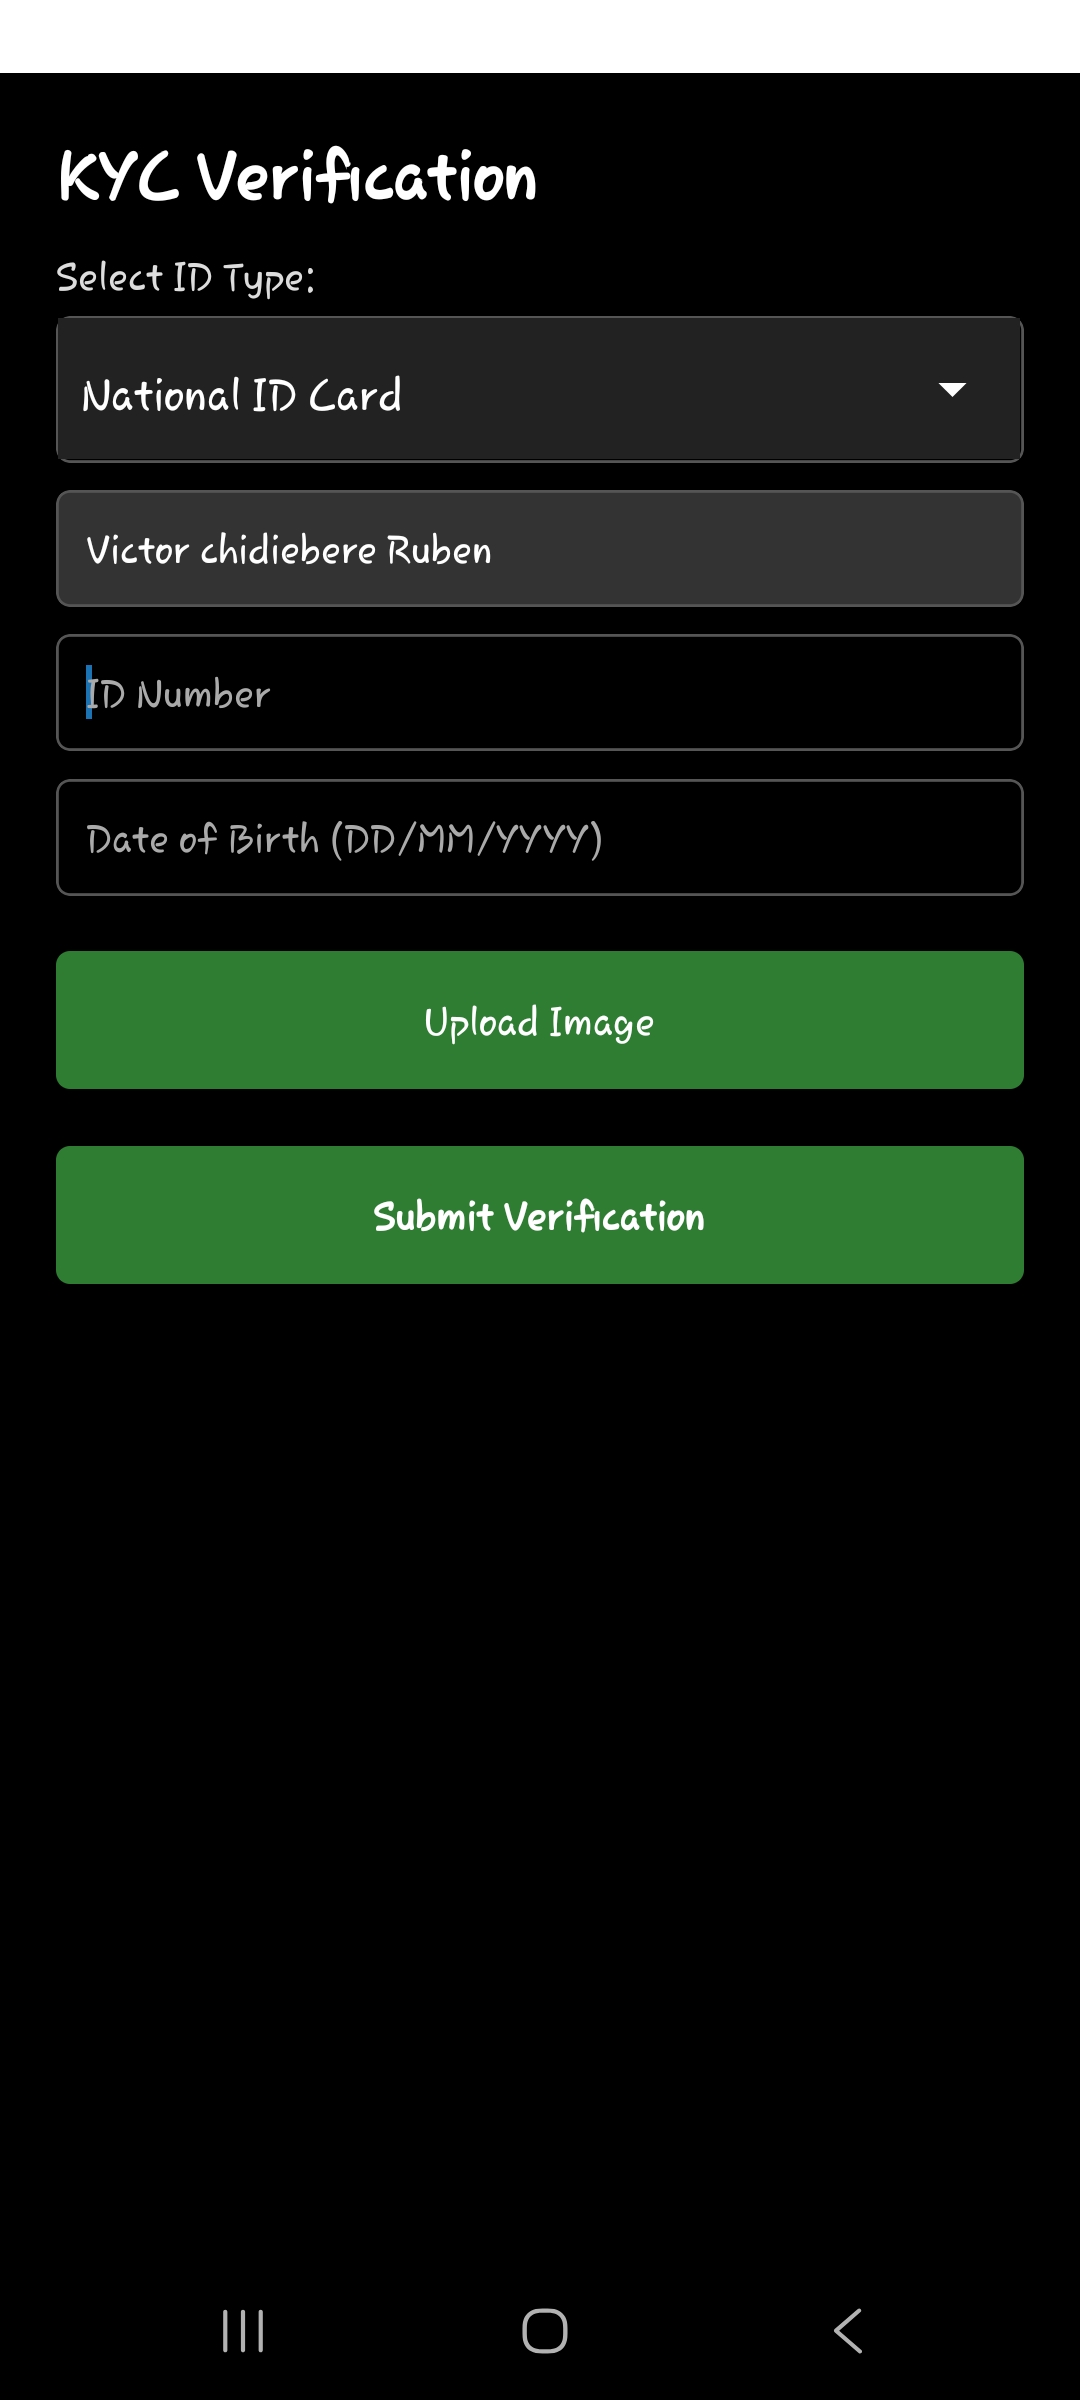 KYC Verification
Select ID Type:
National ID Card
Victor chidiebere Ruben
ID Number
Date of Birth (DD/MM/YYYY)
Upload Image
Submit Verification